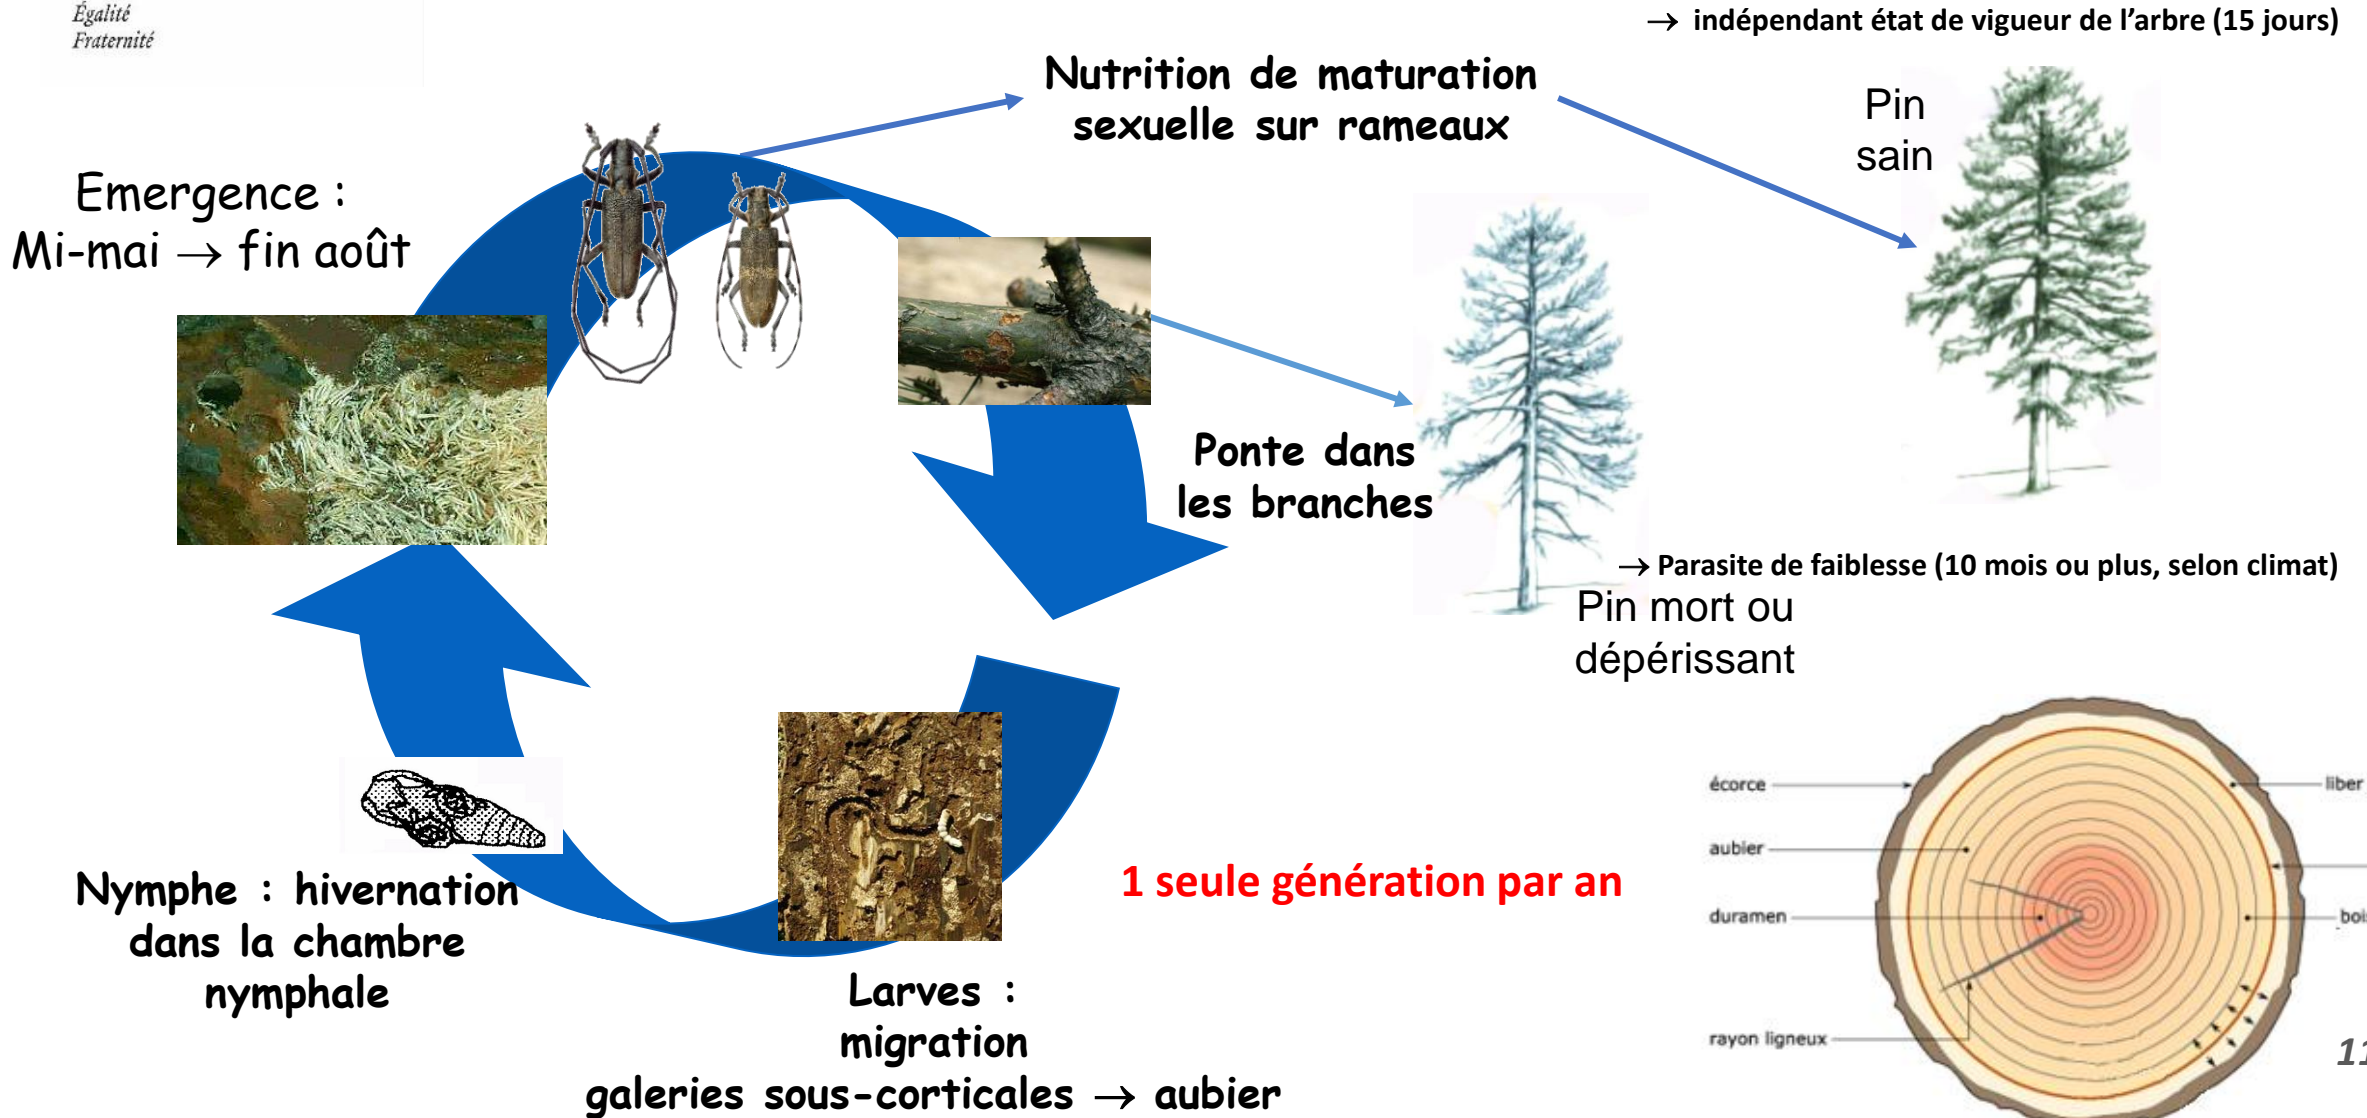 Égalité
Fraternité
→ indépendant état de vigueur de l’arbre (15 jours)
Nutrition de maturation
sexuelle sur rameaux
Pin
sain
Emergence :
Mi-mai → fin août
Ponte dans
les branches
→ Parasite de faiblesse (10 mois ou plus, selon climat)
Pin mort ou
dépérissant
1 seule génération par an
Nymphe : hivernation
dans la chambre
nymphale
Larves :
migration
galeries sous-corticales → aubier
écorce
liber
aubier
duramen
rayon ligneux
11